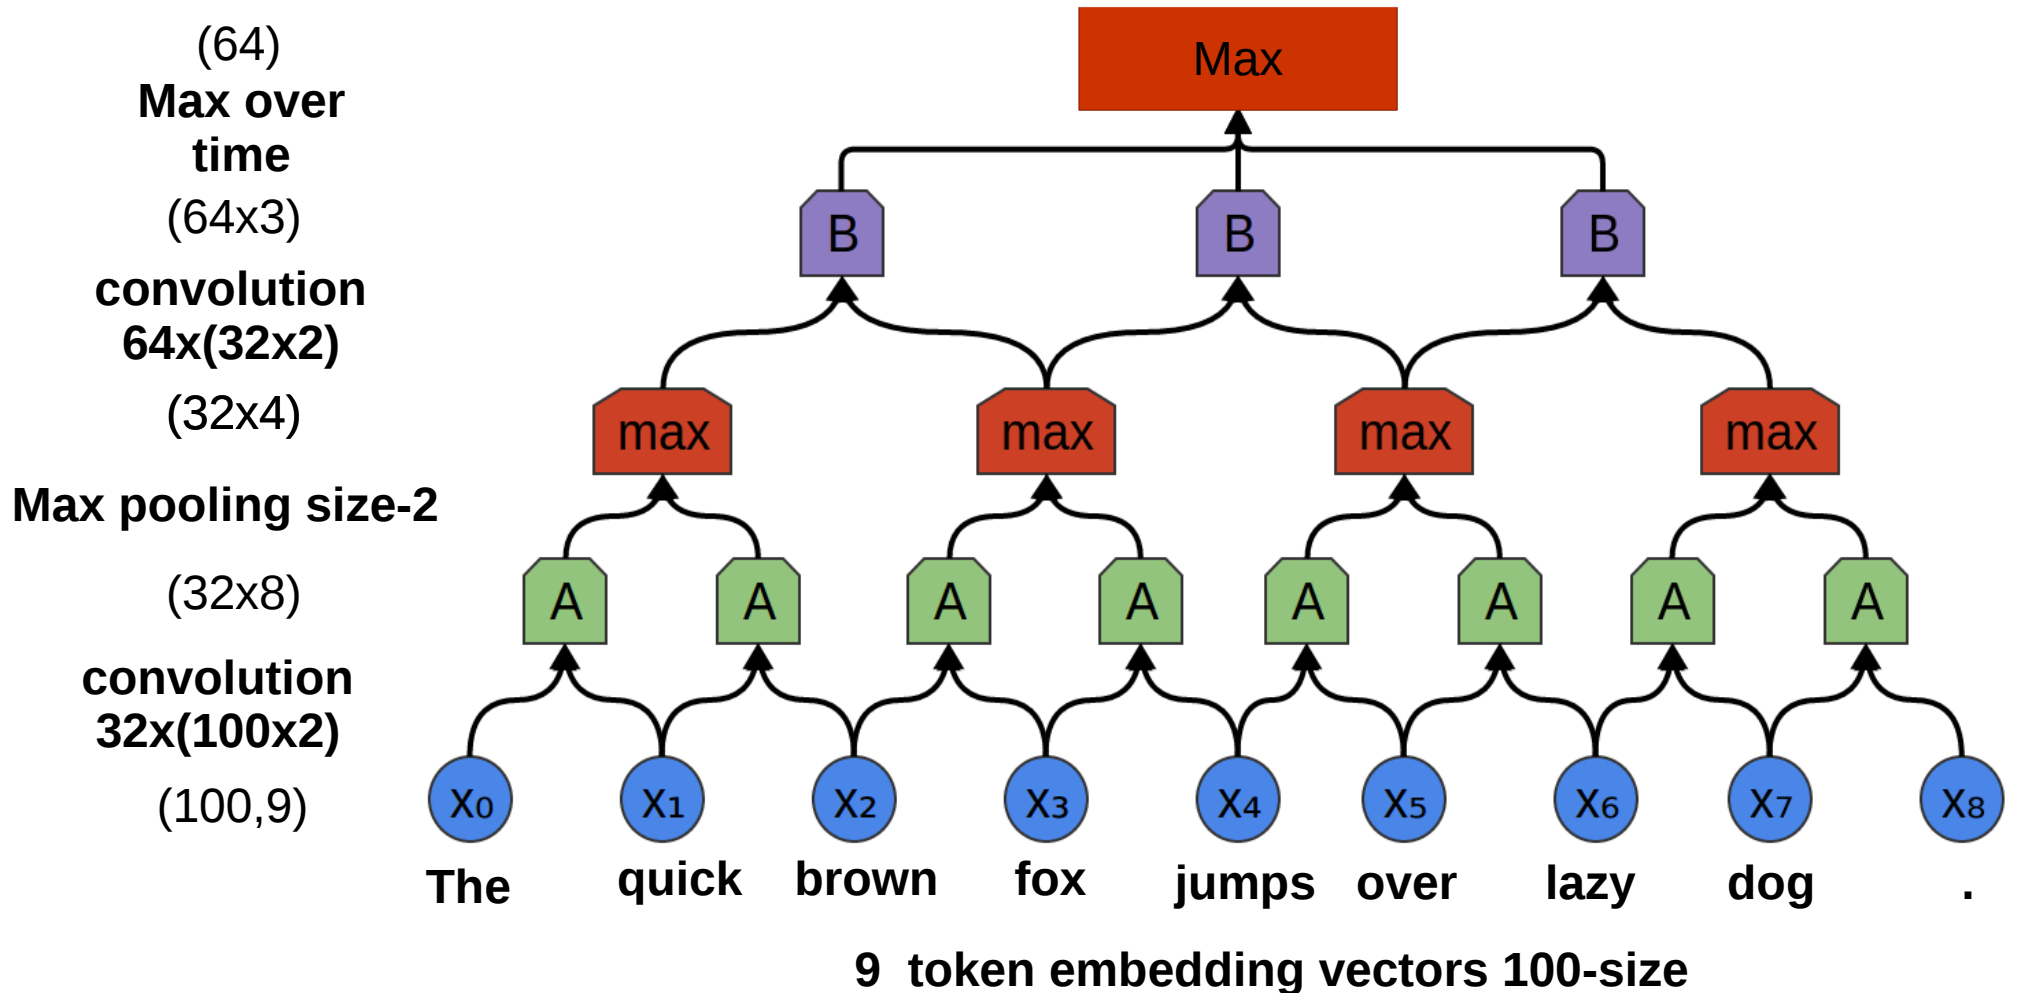 (64)
Max
Max over
time
(64x3)
B B B
convolution
64x(32x2)
(32x4)
max max max max
Max pooling size-2
(32x8)
A A A A A A A A
convolution
32x(100x2)
(100,9)
x₀ x₁ x₂ x₃ x₄ x₅ x₆ x₇ x₈
The quick brown fox jumps over lazy dog .
9 token embedding vectors 100-size